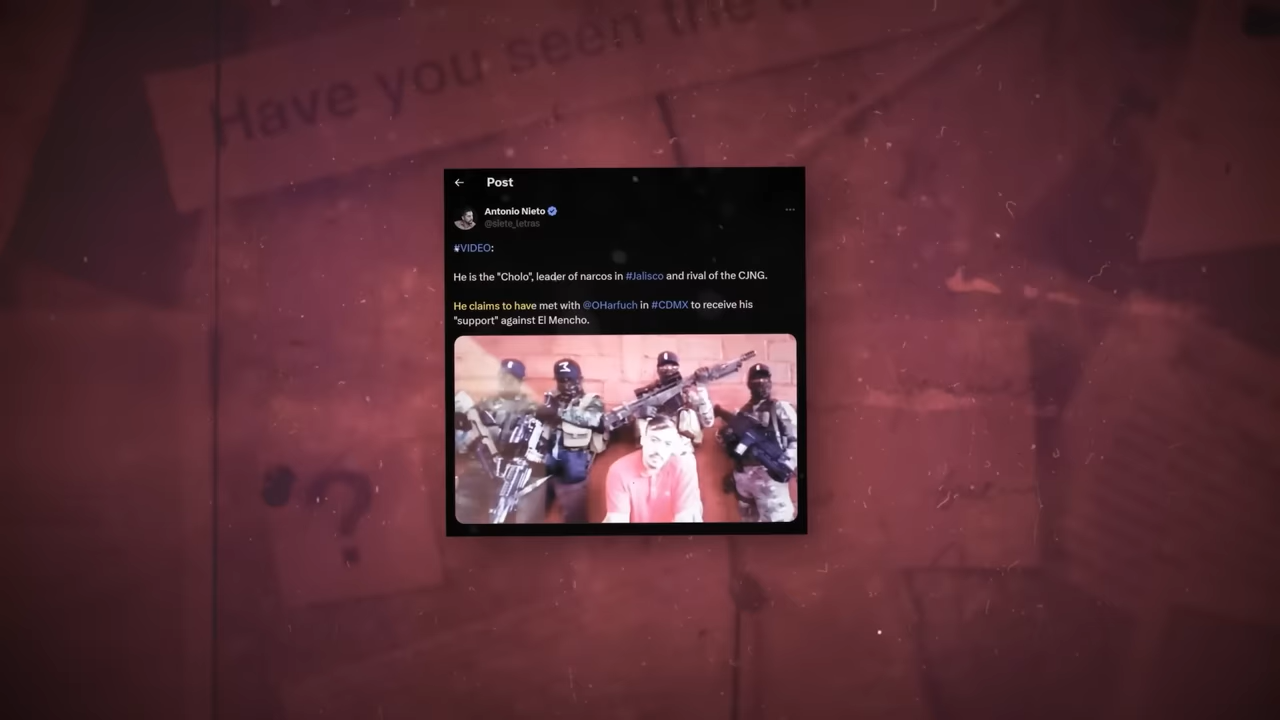 Have you seen the
Post
Antonio Nieto
@siete_letras
#VIDEO:
He is the "Cholo", leader of narcos in #Jalisco and rival of the CJNG.
He claims to have met with @OHarfuch in #CDMX to receive his
"support" against El Mencho.
?